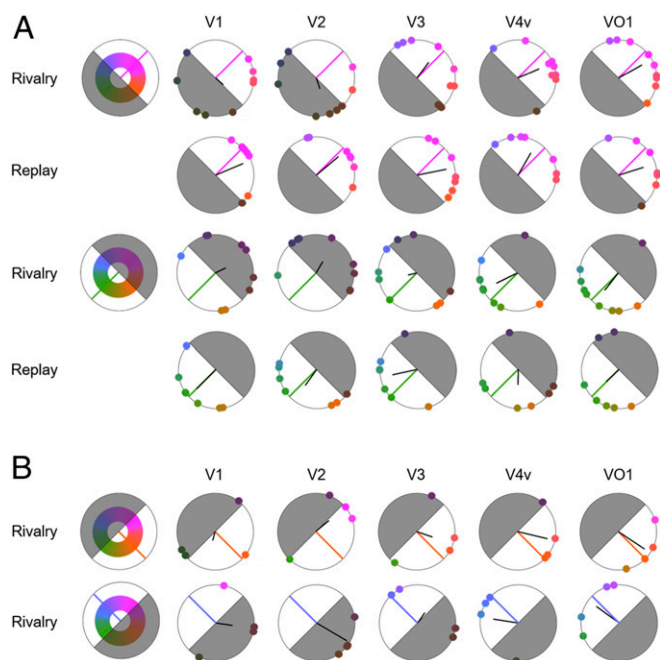 A
V1 V2 V3 V4v VO1
Rivalry
Replay
Rivalry
Replay
B
V1 V2 V3 V4v VO1
Rivalry
Rivalry